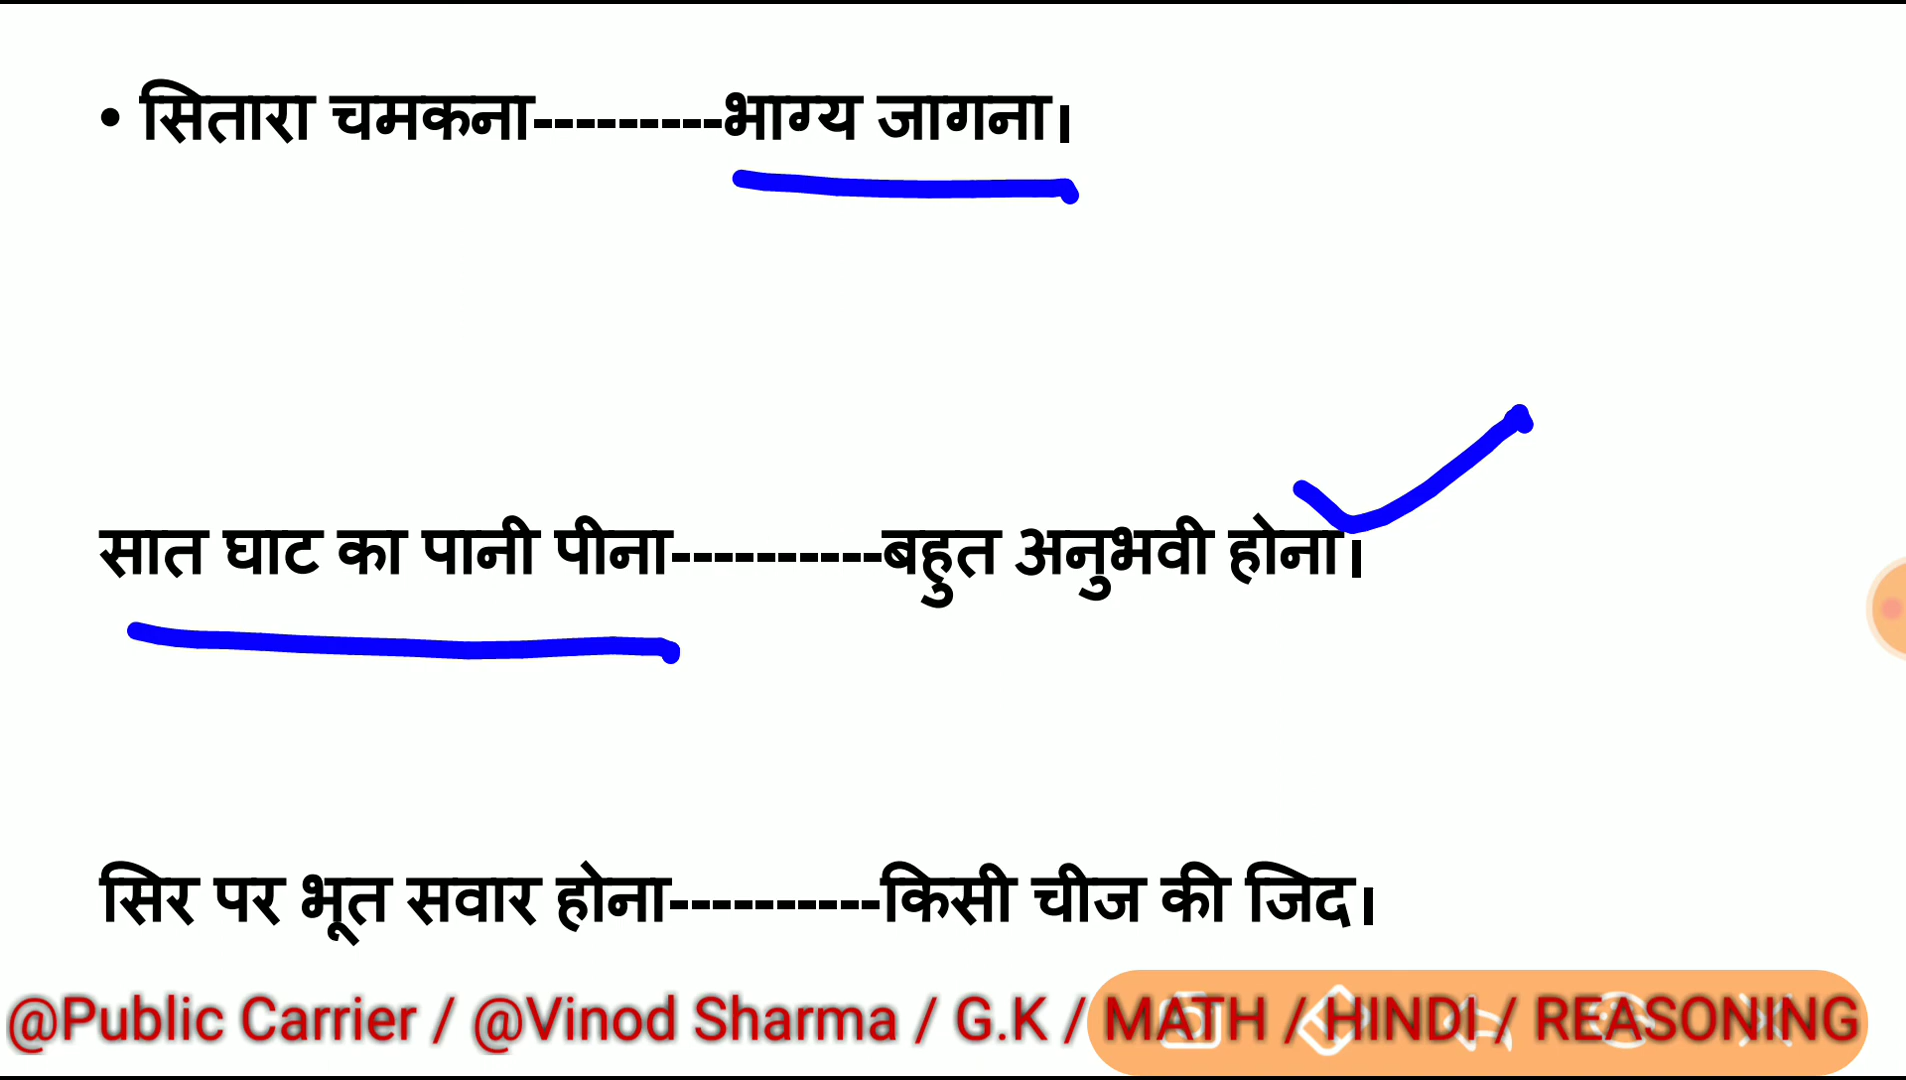 • सितारा चमकना---------भाग्य जागना।
सात घाट का पानी पीना----------बहुत अनुभवी होना।
सिर पर भूत सवार होना----------किसी चीज की जिद।
@Public Carrier / @Vinod Sharma / G.K / MATH / HINDI / REASONING